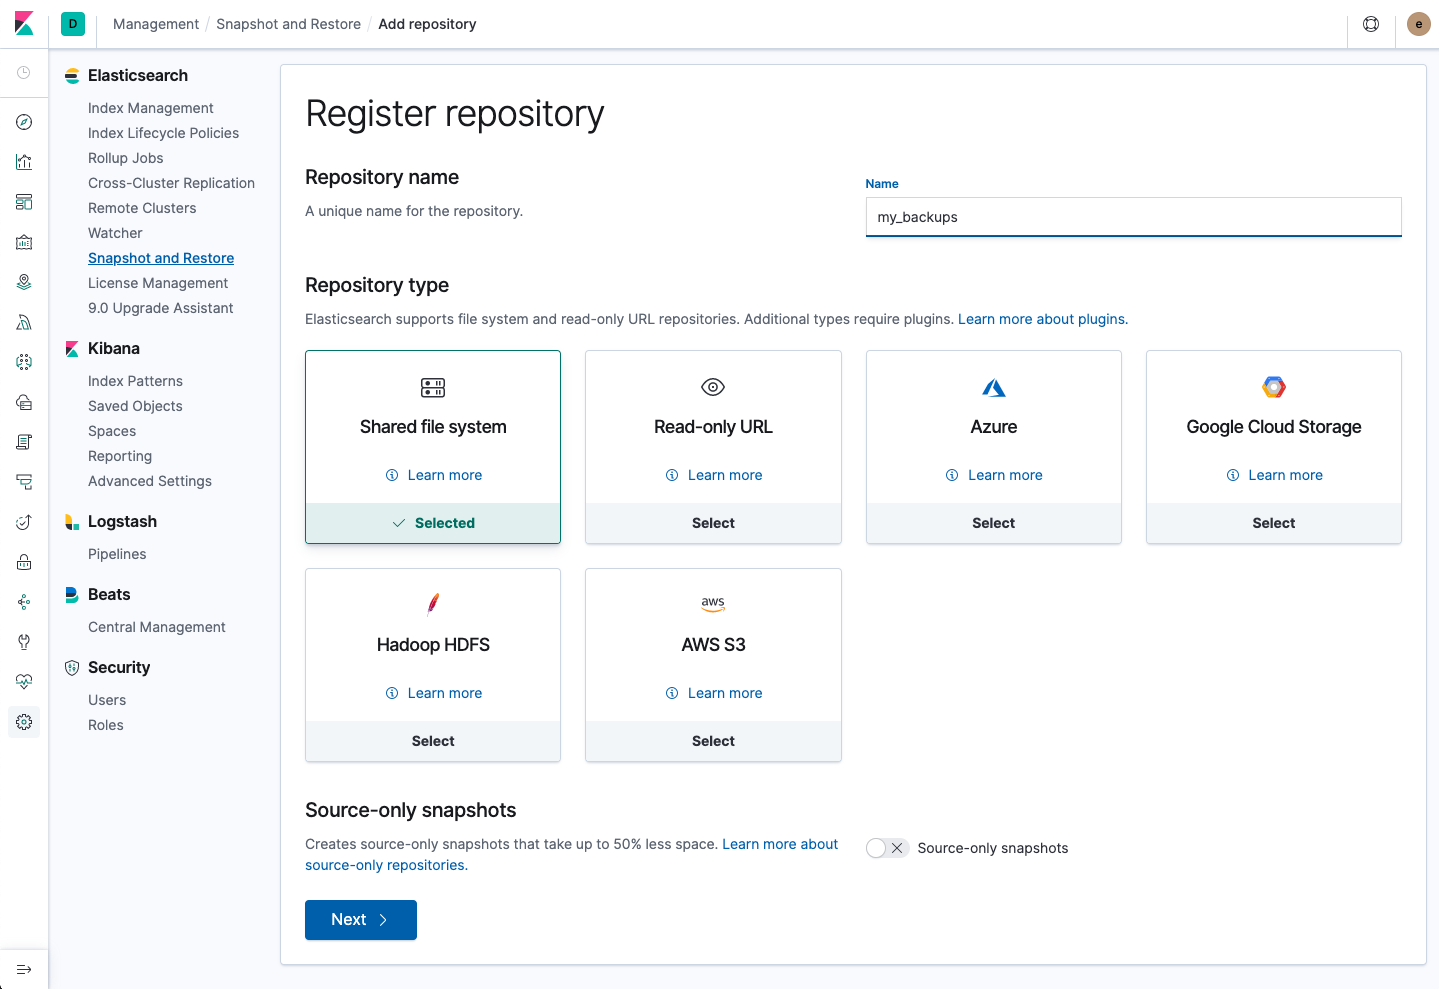 D
Management / Snapshot and Restore / Add repository
e
Elasticsearch
Index Management
Index Lifecycle Policies
Rollup Jobs
Cross-Cluster Replication
Remote Clusters
Watcher
Snapshot and Restore
License Management
9.0 Upgrade Assistant
Kibana
Index Patterns
Saved Objects
Spaces
Reporting
Advanced Settings
Logstash
Pipelines
Beats
Central Management
Security
Users
Roles
Register repository
Repository name
A unique name for the repository.
Name
my_backups
Repository type
Elasticsearch supports file system and read-only URL repositories. Additional types require plugins. Learn more about plugins.
Shared file system
Learn more
Selected
Read-only URL
Learn more
Select
Azure
Learn more
Select
Google Cloud Storage
Learn more
Select
Hadoop HDFS
Learn more
Select
aws
AWS S3
Learn more
Select
Source-only snapshots
Creates source-only snapshots that take up to 50% less space. Learn more about
source-only repositories.
Source-only snapshots
Next